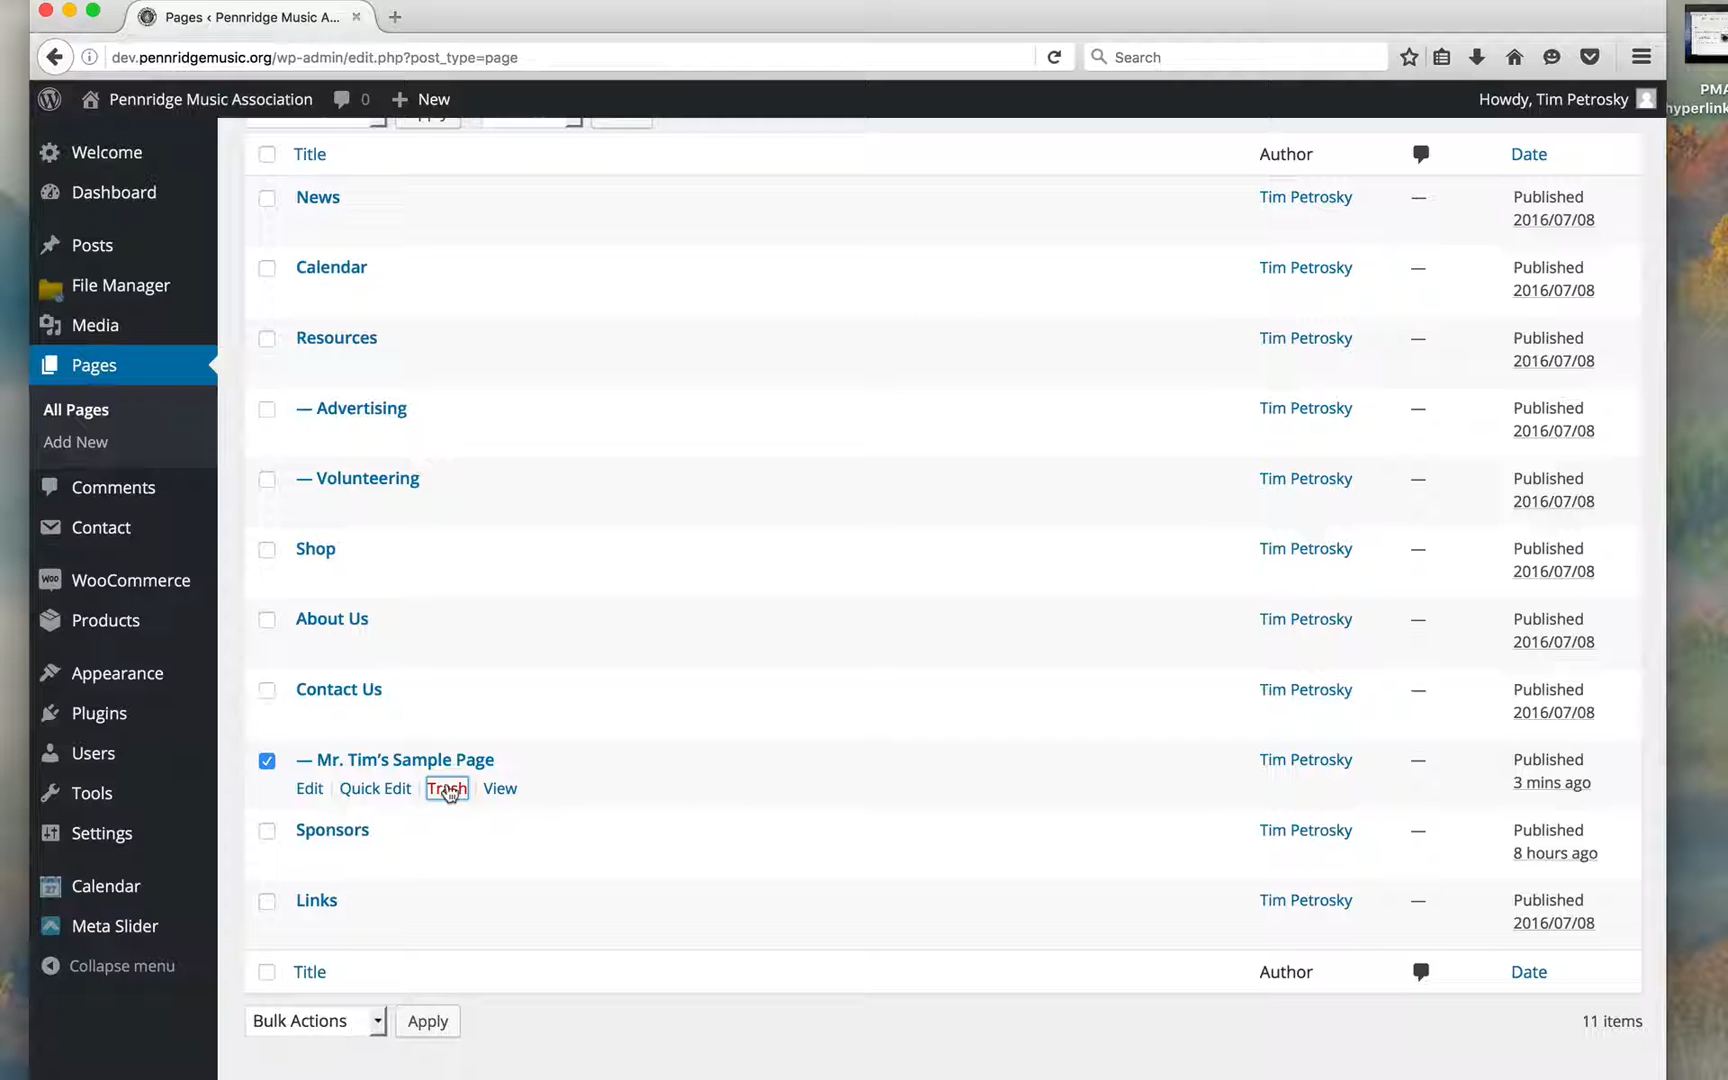 Pages ‹ Pennridge Music A...
dev.pennridgemusic.org/wp-admin/edit.php?post_type=page
Search
Pennridge Music Association 0 New
Howdy, Tim Petrosky
PMA
hyperlink
Welcome
Dashboard
Posts
File Manager
Media
Pages
All Pages
Add New
Comments
Contact
WOO WooCommerce
Products
Appearance
Plugins
Users
Tools
Settings
27 Calendar
Meta Slider
Collapse menu
Apply
Title Author Date
News Tim Petrosky — Published
2016/07/08
Calendar Tim Petrosky — Published
2016/07/08
Resources Tim Petrosky — Published
2016/07/08
— Advertising Tim Petrosky — Published
2016/07/08
— Volunteering Tim Petrosky — Published
2016/07/08
Shop Tim Petrosky — Published
2016/07/08
About Us Tim Petrosky — Published
2016/07/08
Contact Us Tim Petrosky — Published
2016/07/08
— Mr. Tim's Sample Page Tim Petrosky — Published
Edit | Quick Edit | Trash | View 3 mins ago
Sponsors Tim Petrosky — Published
8 hours ago
Links Tim Petrosky — Published
2016/07/08
Title Author Date
Bulk Actions Apply 11 items